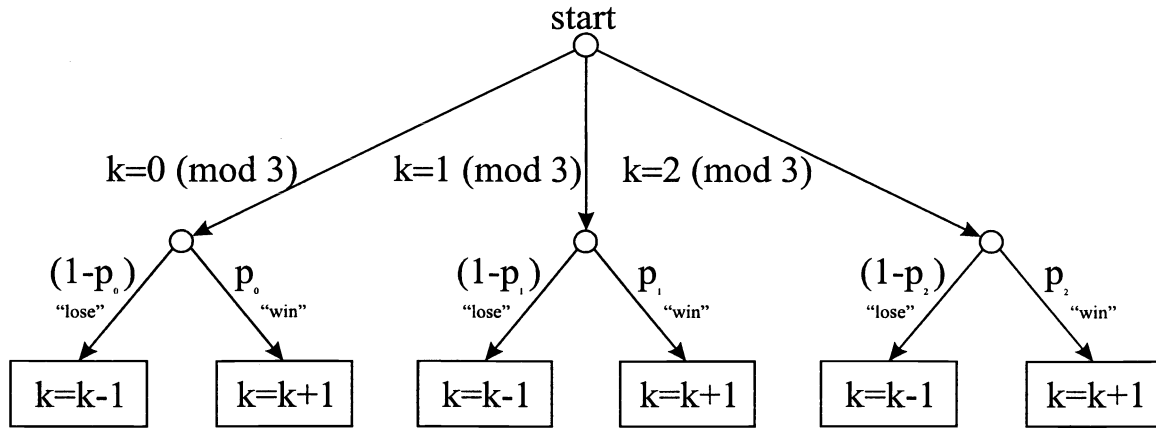 start
k=0 (mod 3) k=1 (mod 3) k=2 (mod 3)
(1-p₀) p₀ (1-p₁) p₁ (1-p₂) p₂
“lose” “win” “lose” “win” “lose” “win”
k=k-1 k=k+1 k=k-1 k=k+1 k=k-1 k=k+1